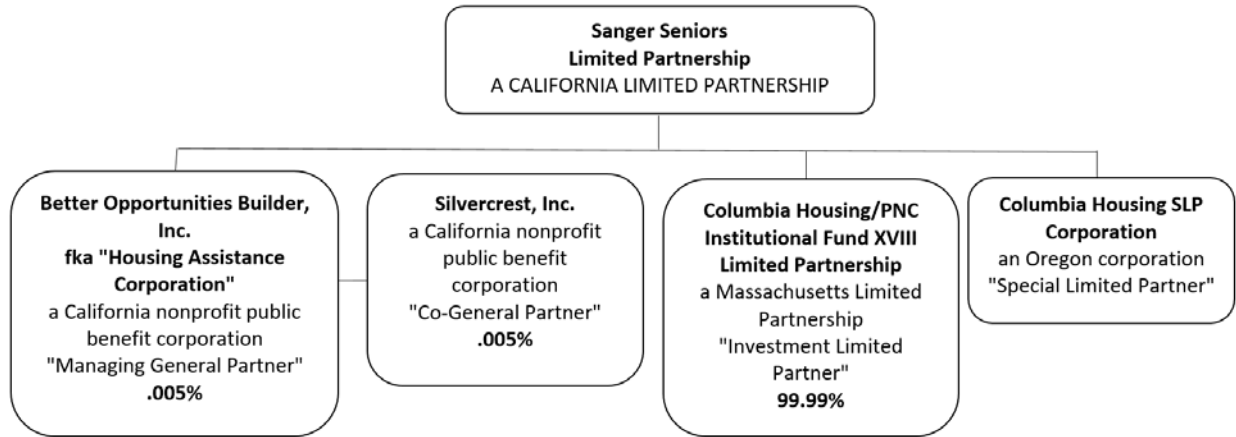 Sanger Seniors
Limited Partnership
A CALIFORNIA LIMITED PARTNERSHIP
Better Opportunities Builder,
Inc.
fka "Housing Assistance
Corporation"
a California nonprofit public
benefit corporation
"Managing General Partner"
.005%
Silvercrest, Inc.
a California nonprofit
public benefit
corporation
"Co-General Partner"
.005%
Columbia Housing/PNC
Institutional Fund XVIII
Limited Partnership
a Massachusetts Limited
Partnership
"Investment Limited
Partner"
99.99%
Columbia Housing SLP
Corporation
an Oregon corporation
"Special Limited Partner"